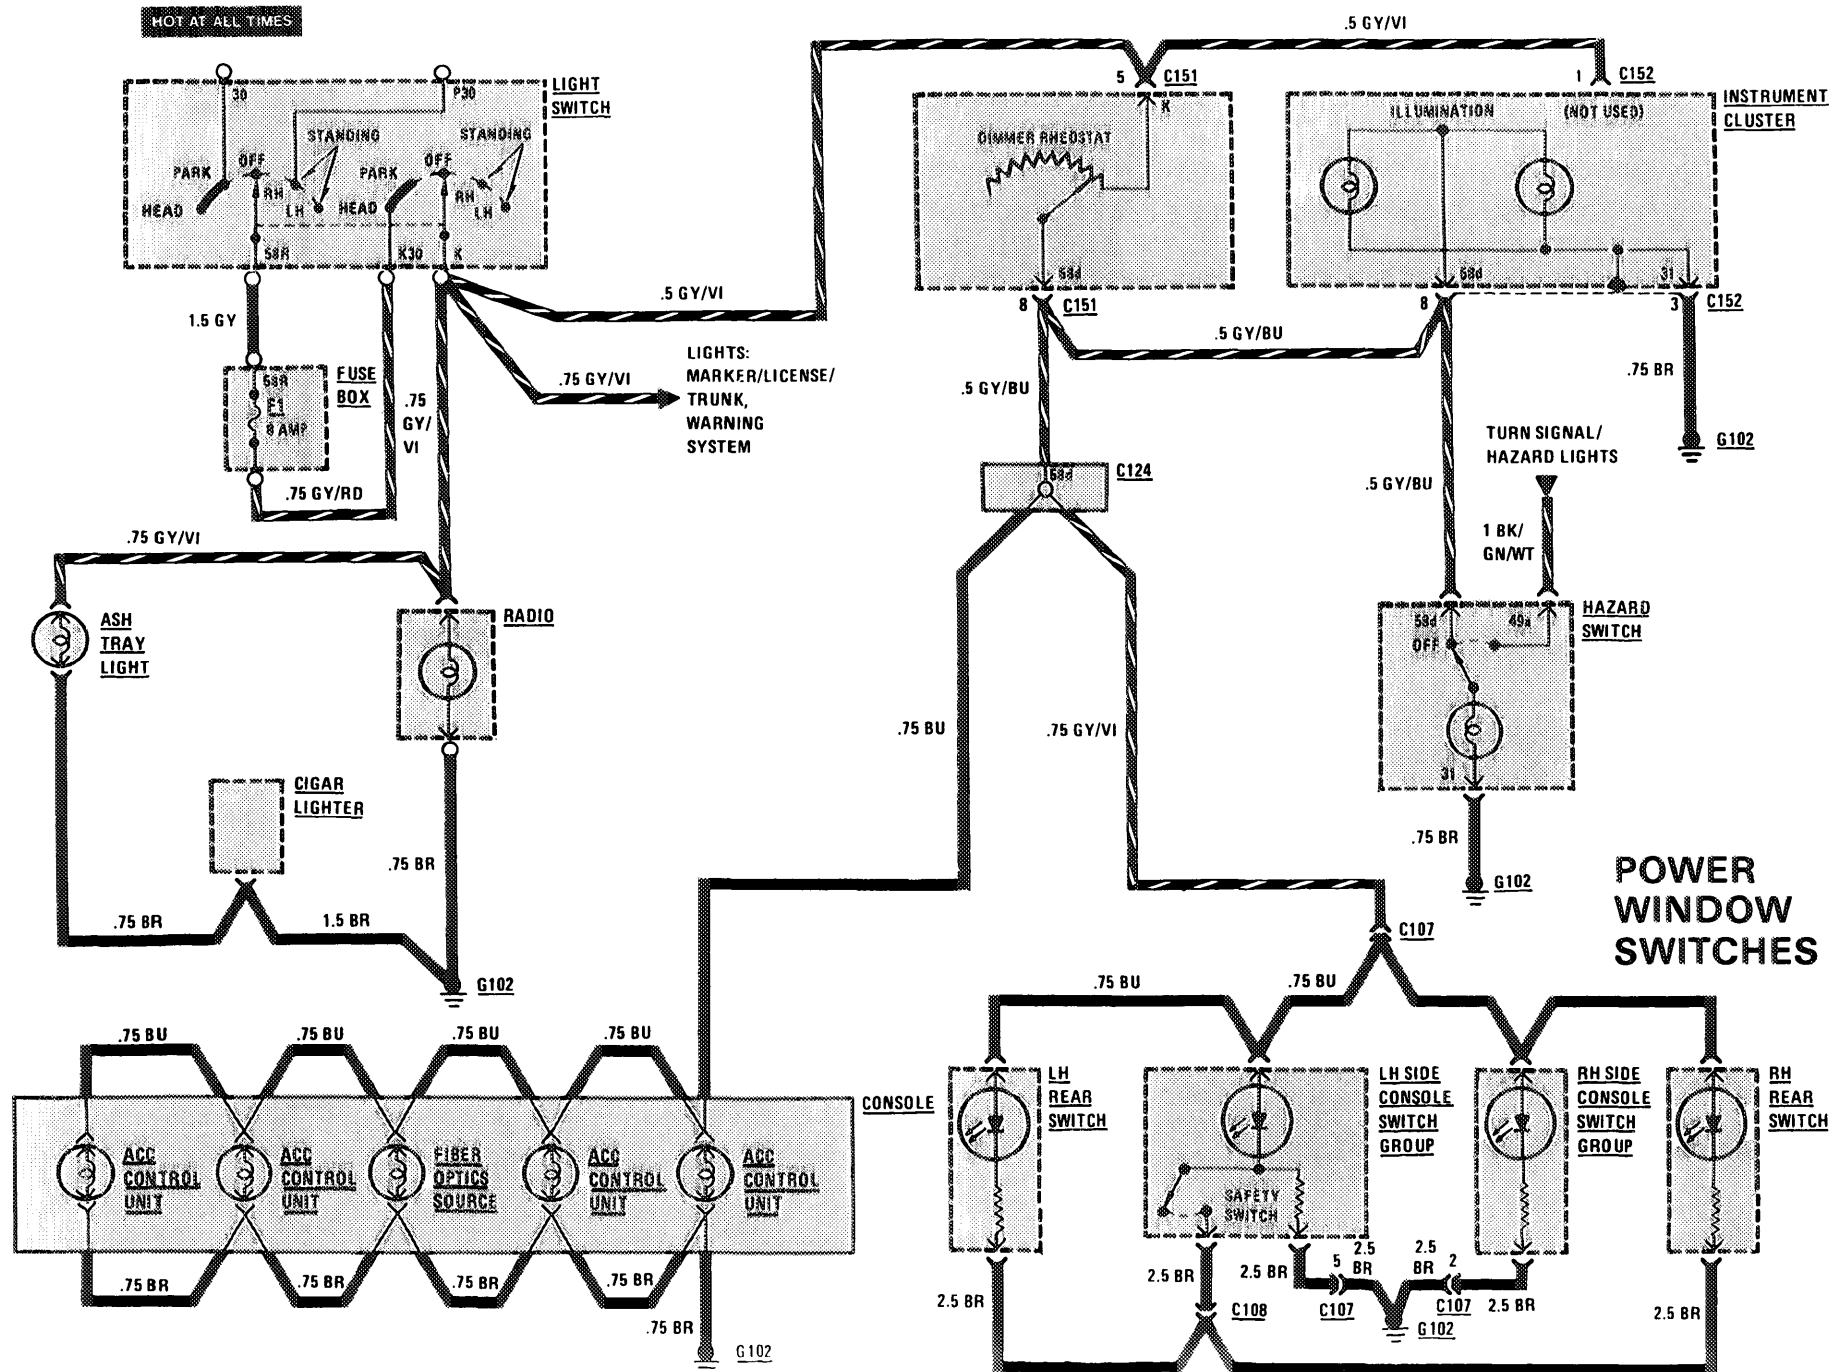 HOT AT ALL TIMES
.5 GY/VI
30
P30
LIGHT
SWITCH
STANDING
STANDING
PARK
OFF
RH
LH
HEAD
PARK
OFF
RH
LH
HEAD
58R
K30
K
5
C151
K
DIMMER RHEOSTAT
58d
8
C151
1
C152
ILLUMINATION
(NOT USED)
INSTRUMENT
CLUSTER
58d
31
8
3
C152
1.5 GY
.5 GY/VI
.5 GY/BU
58R
F1
8 AMP
FUSE
BOX
.75
GY/
VI
.75 GY/VI
LIGHTS:
MARKER/LICENSE/
TRUNK,
WARNING
SYSTEM
.5 GY/BU
.75 BR
G102
.75 GY/RD
58d
C124
.5 GY/BU
TURN SIGNAL/
HAZARD LIGHTS
1 BK/
GN/WT
.75 GY/VI
ASH
TRAY
LIGHT
RADIO
58d
49a
OFF
31
HAZARD
SWITCH
.75 BU
.75 GY/VI
CIGAR
LIGHTER
.75 BR
.75 BR
G102
.75 BR
1.5 BR
G102
C107
POWER
WINDOW
SWITCHES
.75 BU
.75 BU
.75 BU
.75 BU
.75 BU
.75 BU
CONSOLE
ACC
CONTROL
UNIT
ACC
CONTROL
UNIT
FIBER
OPTICS
SOURCE
ACC
CONTROL
UNIT
ACC
CONTROL
UNIT
.75 BR
.75 BR
.75 BR
.75 BR
.75 BR
G102
LH
REAR
SWITCH
LH SIDE
CONSOLE
SWITCH
GROUP
RH SIDE
CONSOLE
SWITCH
GROUP
RH
REAR
SWITCH
SAFETY
SWITCH
2.5 BR
2.5 BR
2.5 BR
5
2.5
BR
2.5
BR
2
C108
C107
G102
C107
2.5 BR
2.5 BR